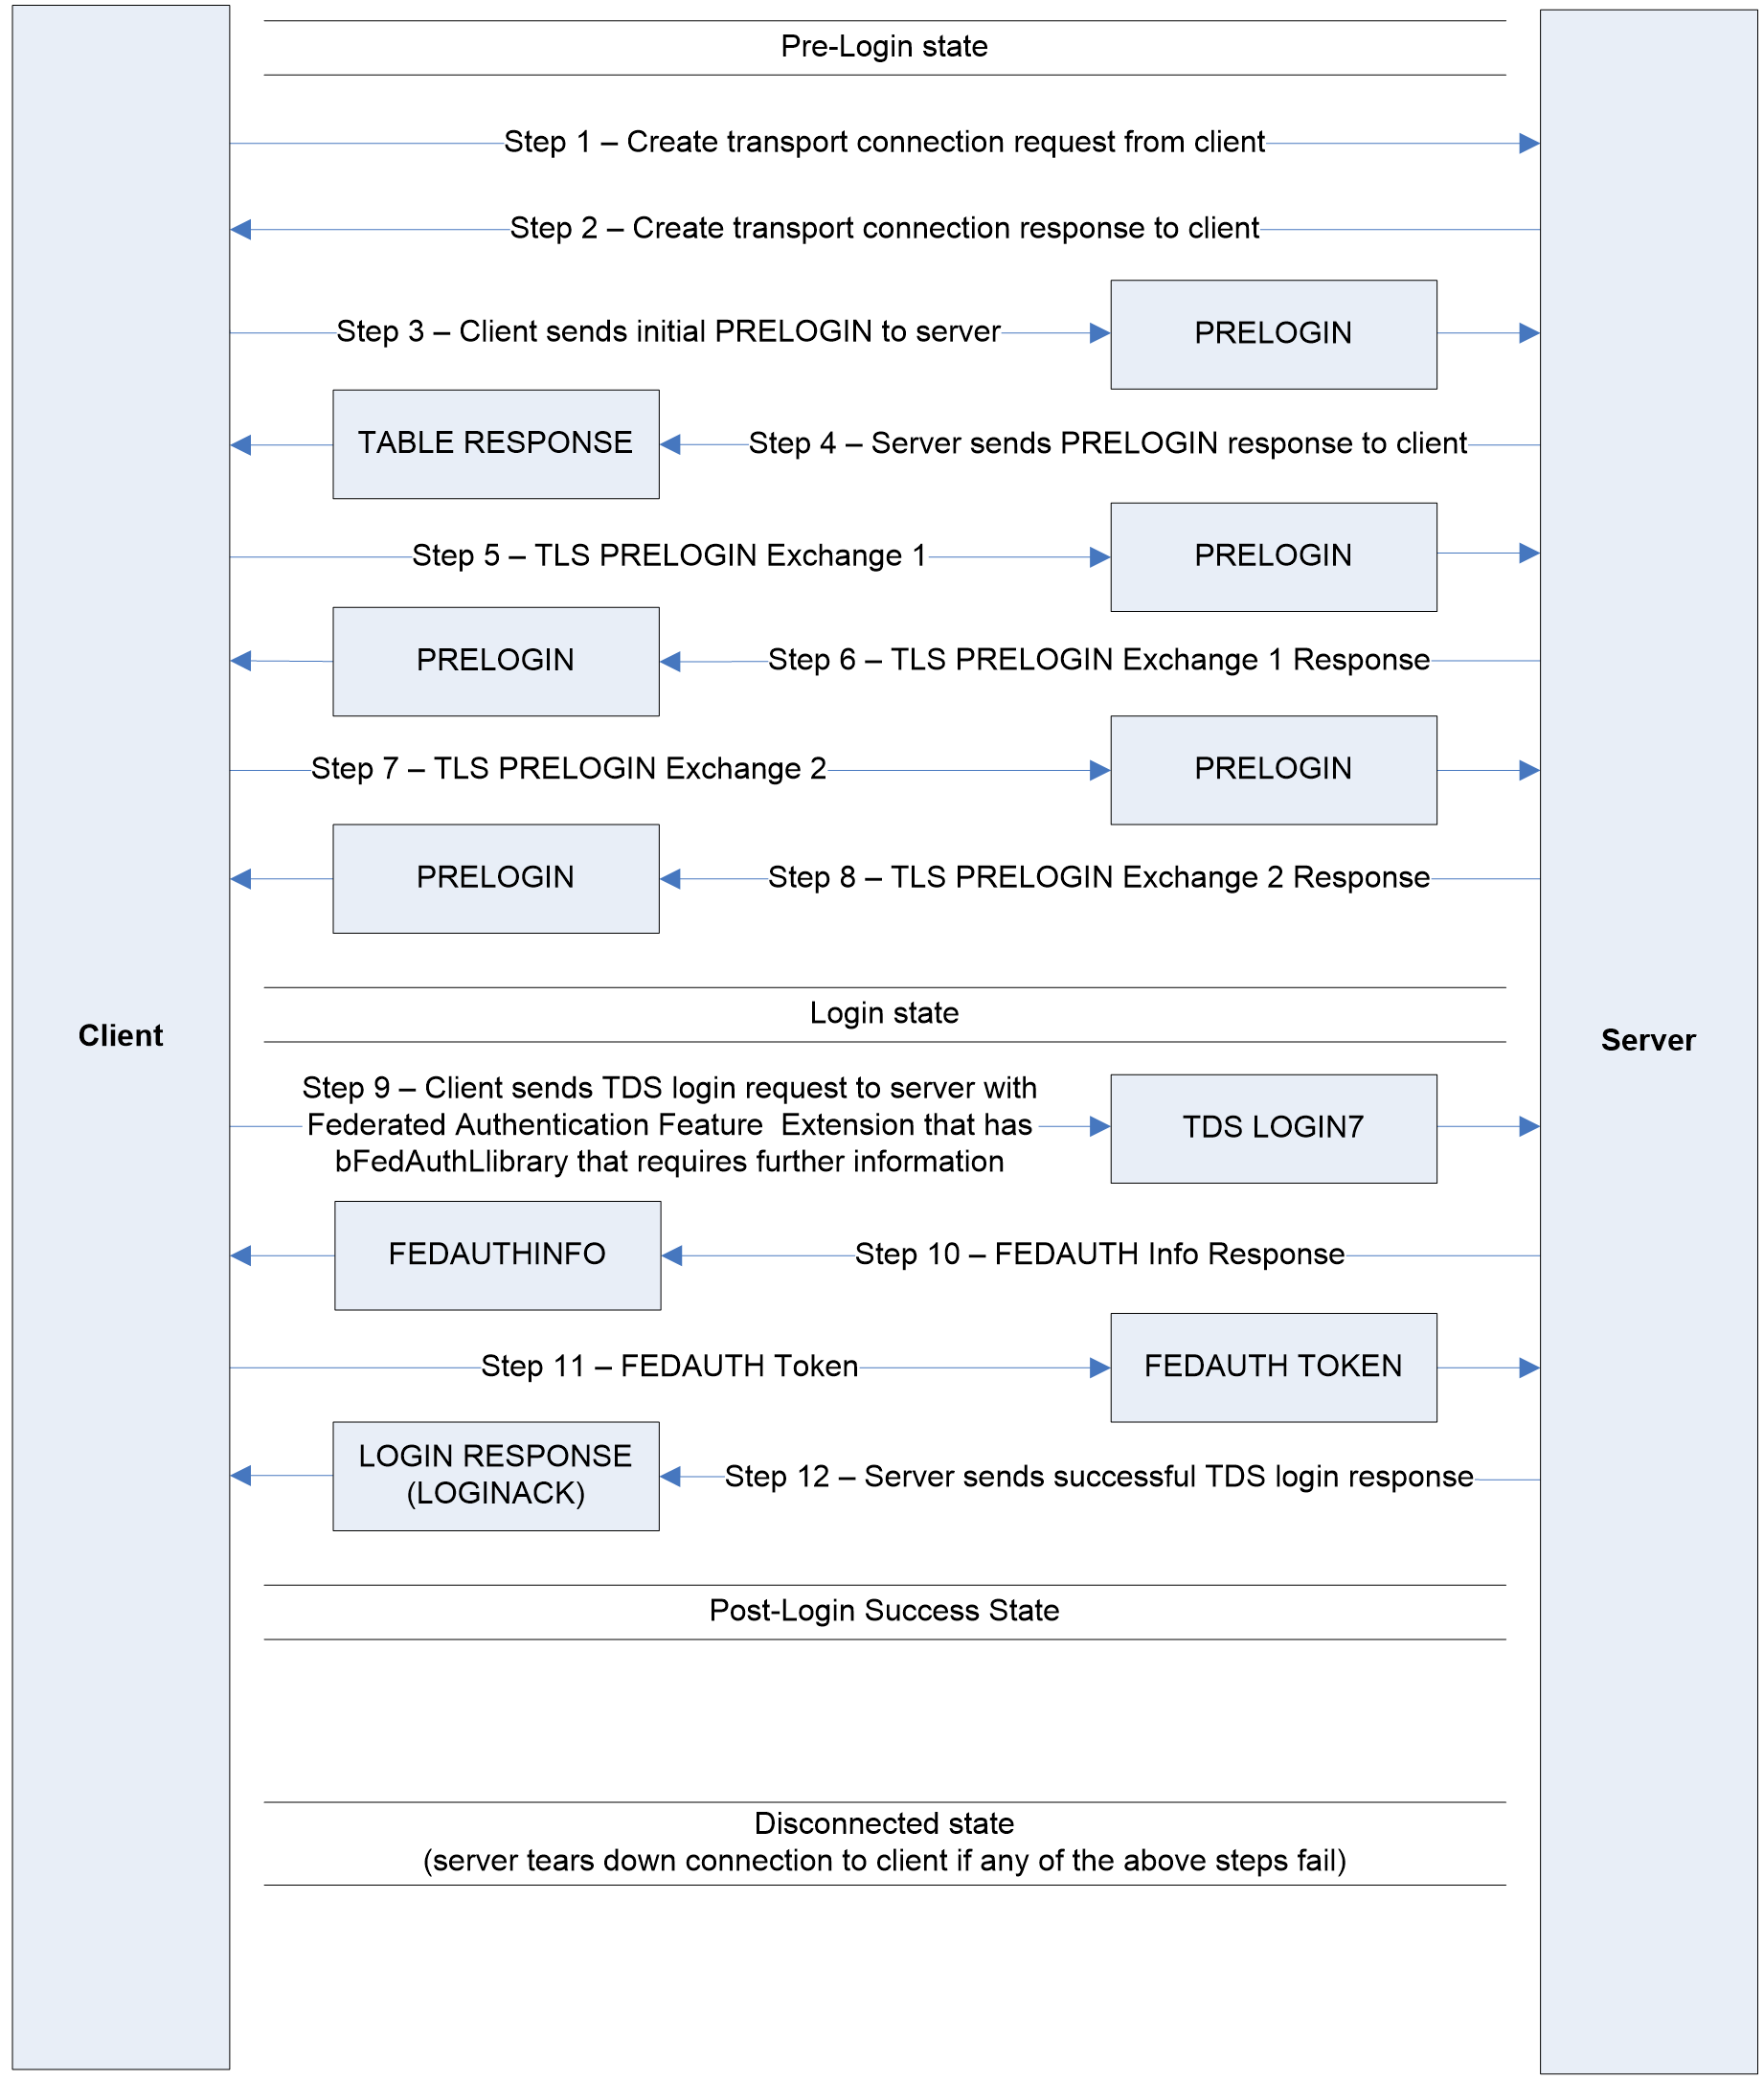 Pre-Login state
Step 1 – Create transport connection request from client
Step 2 – Create transport connection response to client
Step 3 – Client sends initial PRELOGIN to server
PRELOGIN
TABLE RESPONSE
Step 4 – Server sends PRELOGIN response to client
Step 5 – TLS PRELOGIN Exchange 1
PRELOGIN
PRELOGIN
Step 6 – TLS PRELOGIN Exchange 1 Response
Step 7 – TLS PRELOGIN Exchange 2
PRELOGIN
PRELOGIN
Step 8 – TLS PRELOGIN Exchange 2 Response
Login state
Client
Server
Step 9 – Client sends TDS login request to server with
Federated Authentication Feature  Extension that has
bFedAuthLlibrary that requires further information
TDS LOGIN7
FEDAUTHINFO
Step 10 – FEDAUTH Info Response
Step 11 – FEDAUTH Token
FEDAUTH TOKEN
LOGIN RESPONSE
(LOGINACK)
Step 12 – Server sends successful TDS login response
Post-Login Success State
Disconnected state
(server tears down connection to client if any of the above steps fail)